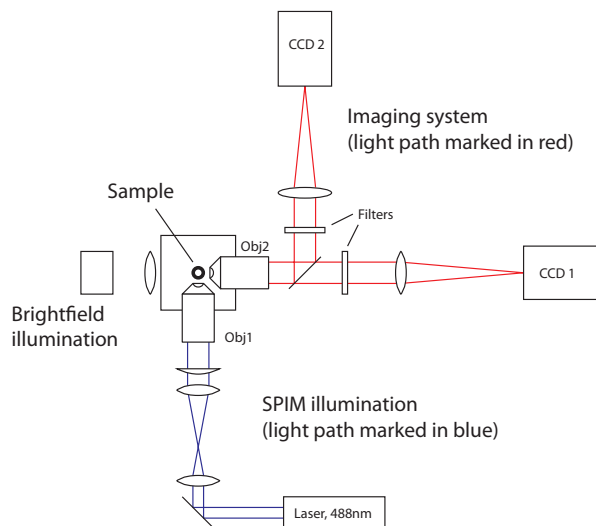 CCD 2
Imaging system
(light path marked in red)
Sample
Filters
Obj2
CCD 1
Brightfield
illumination
Obj1
SPIM illumination
(light path marked in blue)
Laser, 488nm